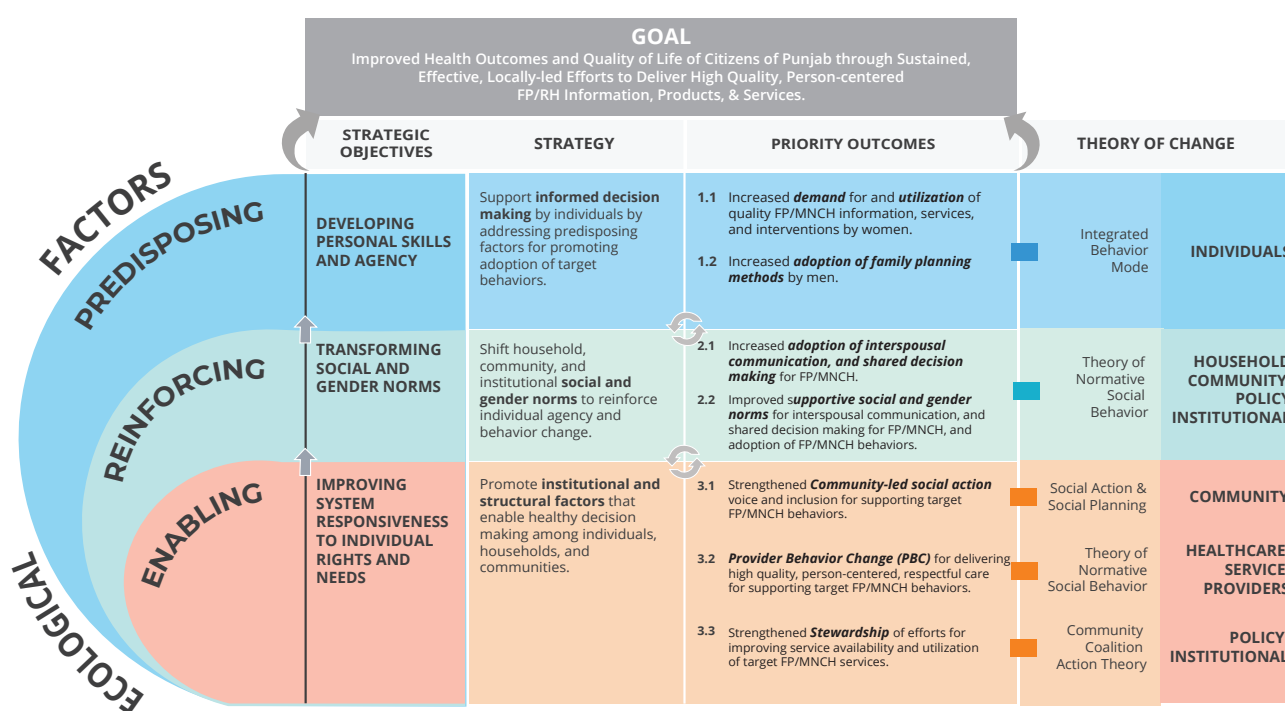 GOAL
Improved Health Outcomes and Quality of Life of Citizens of Punjab through Sustained,
Effective, Locally-led Efforts to Deliver High Quality, Person-centered
FP/RH Information, Products, & Services.
STRATEGIC
OBJECTIVES
STRATEGY
PRIORITY OUTCOMES
THEORY OF CHANGE
ECOLOGICAL
FACTORS
PREDISPOSING
DEVELOPING
PERSONAL SKILLS
AND AGENCY
Support informed decision
making by individuals by
addressing predisposing
factors for promoting
adoption of target
behaviors.
1.1 Increased demand for and utilization of
quality FP/MNCH information, services,
and interventions by women.
1.2 Increased adoption of family planning
methods by men.
Integrated
Behavior
Mode
INDIVIDUALS
REINFORCING
TRANSFORMING
SOCIAL AND
GENDER NORMS
Shift household,
community, and
institutional social and
gender norms to reinforce
individual agency and
behavior change.
2.1 Increased adoption of interspousal
communication, and shared decision
making for FP/MNCH.
2.2 Improved supportive social and gender
norms for interspousal communication, and
shared decision making for FP/MNCH, and
adoption of FP/MNCH behaviors.
Theory of
Normative
Social
Behavior
HOUSEHOLD
COMMUNITY
POLICY
INSTITUTIONAL
ENABLING
IMPROVING
SYSTEM
RESPONSIVENESS
TO INDIVIDUAL
RIGHTS AND
NEEDS
Promote institutional and
structural factors that
enable healthy decision
making among individuals,
households, and
communities.
3.1 Strengthened Community-led social action
voice and inclusion for supporting target
FP/MNCH behaviors.
Social Action &
Social Planning
COMMUNITY
3.2 Provider Behavior Change (PBC) for delivering
high quality, person-centered, respectful care
for supporting target FP/MNCH behaviors.
Theory of
Normative
Social Behavior
HEALTHCARE
SERVICE
PROVIDERS
3.3 Strengthened Stewardship of efforts for
improving service availability and utilization
of target FP/MNCH services.
Community
Coalition
Action Theory
POLICY
INSTITUTIONAL